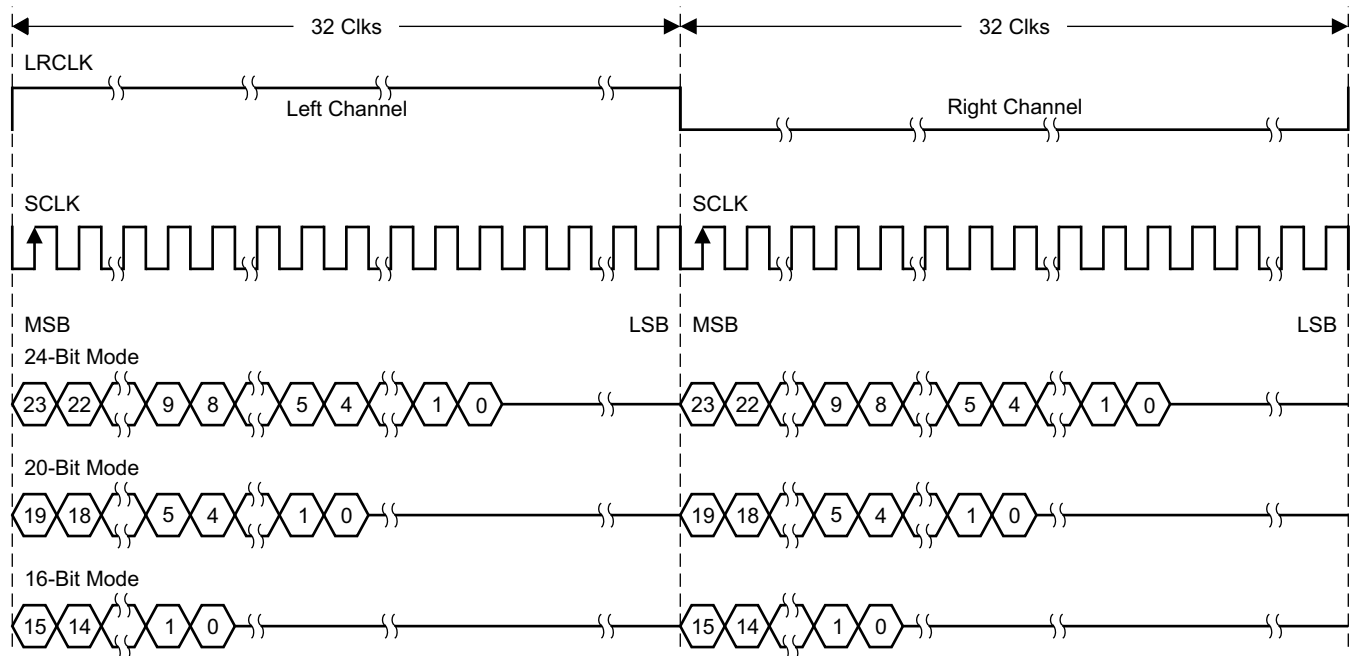 32 Clks 32 Clks
LRCLK
Left Channel Right Channel
SCLK SCLK
MSB LSB MSB LSB
24-Bit Mode
23 22 9 8 5 4 1 0 23 22 9 8 5 4 1 0
20-Bit Mode
19 18 5 4 1 0 19 18 5 4 1 0
16-Bit Mode
15 14 1 0 15 14 1 0